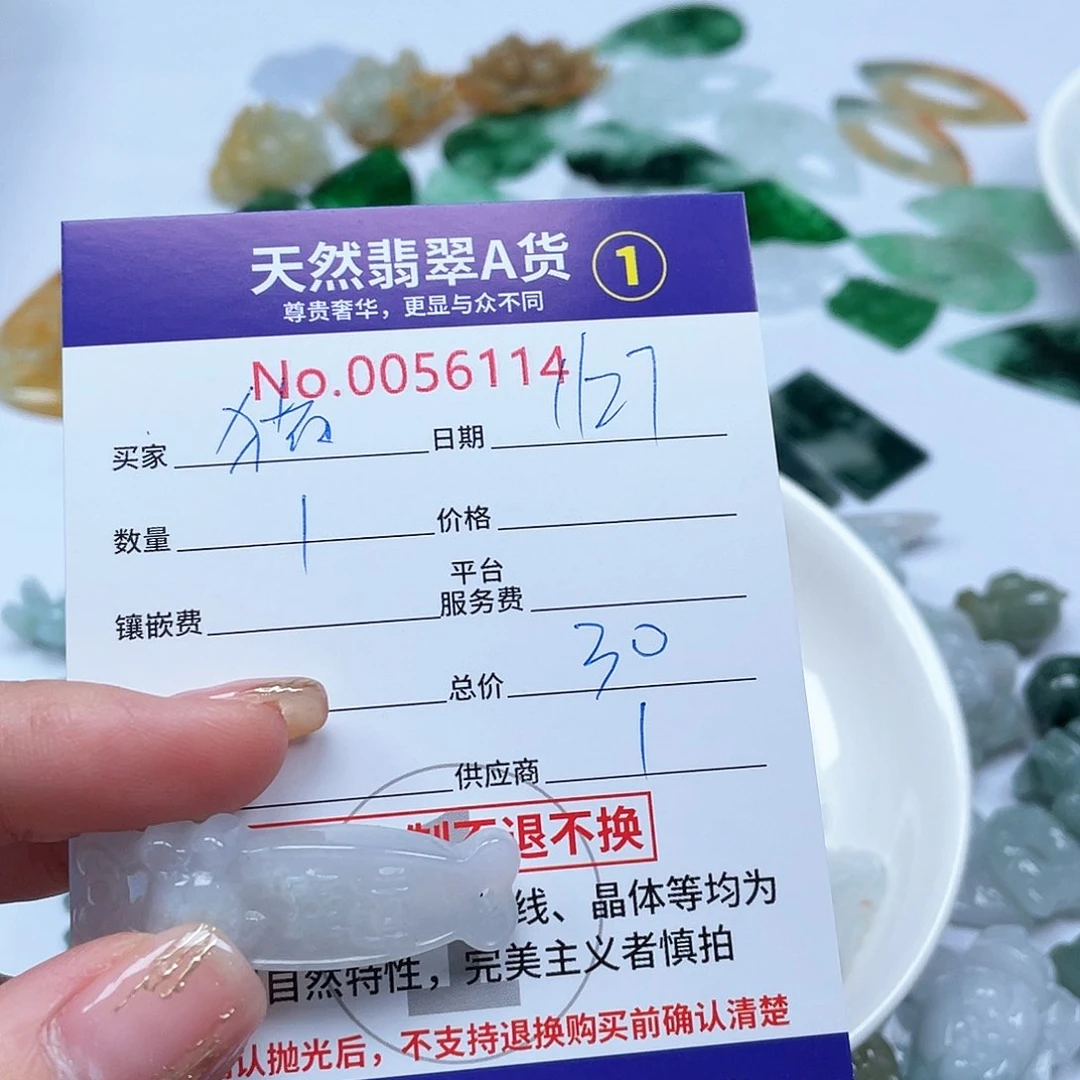 天然翡翠A货 1
尊贵奢华，更显与众不同
No.0056114
买家 猪 日期 1/27
数量 1 价格
平台
镶嵌费 服务费
总价 30
供应商 1
制不退不换
线、晶体等均为
自然特性，完美主义者慎拍
认抛光后，不支持退换购买前确认清楚